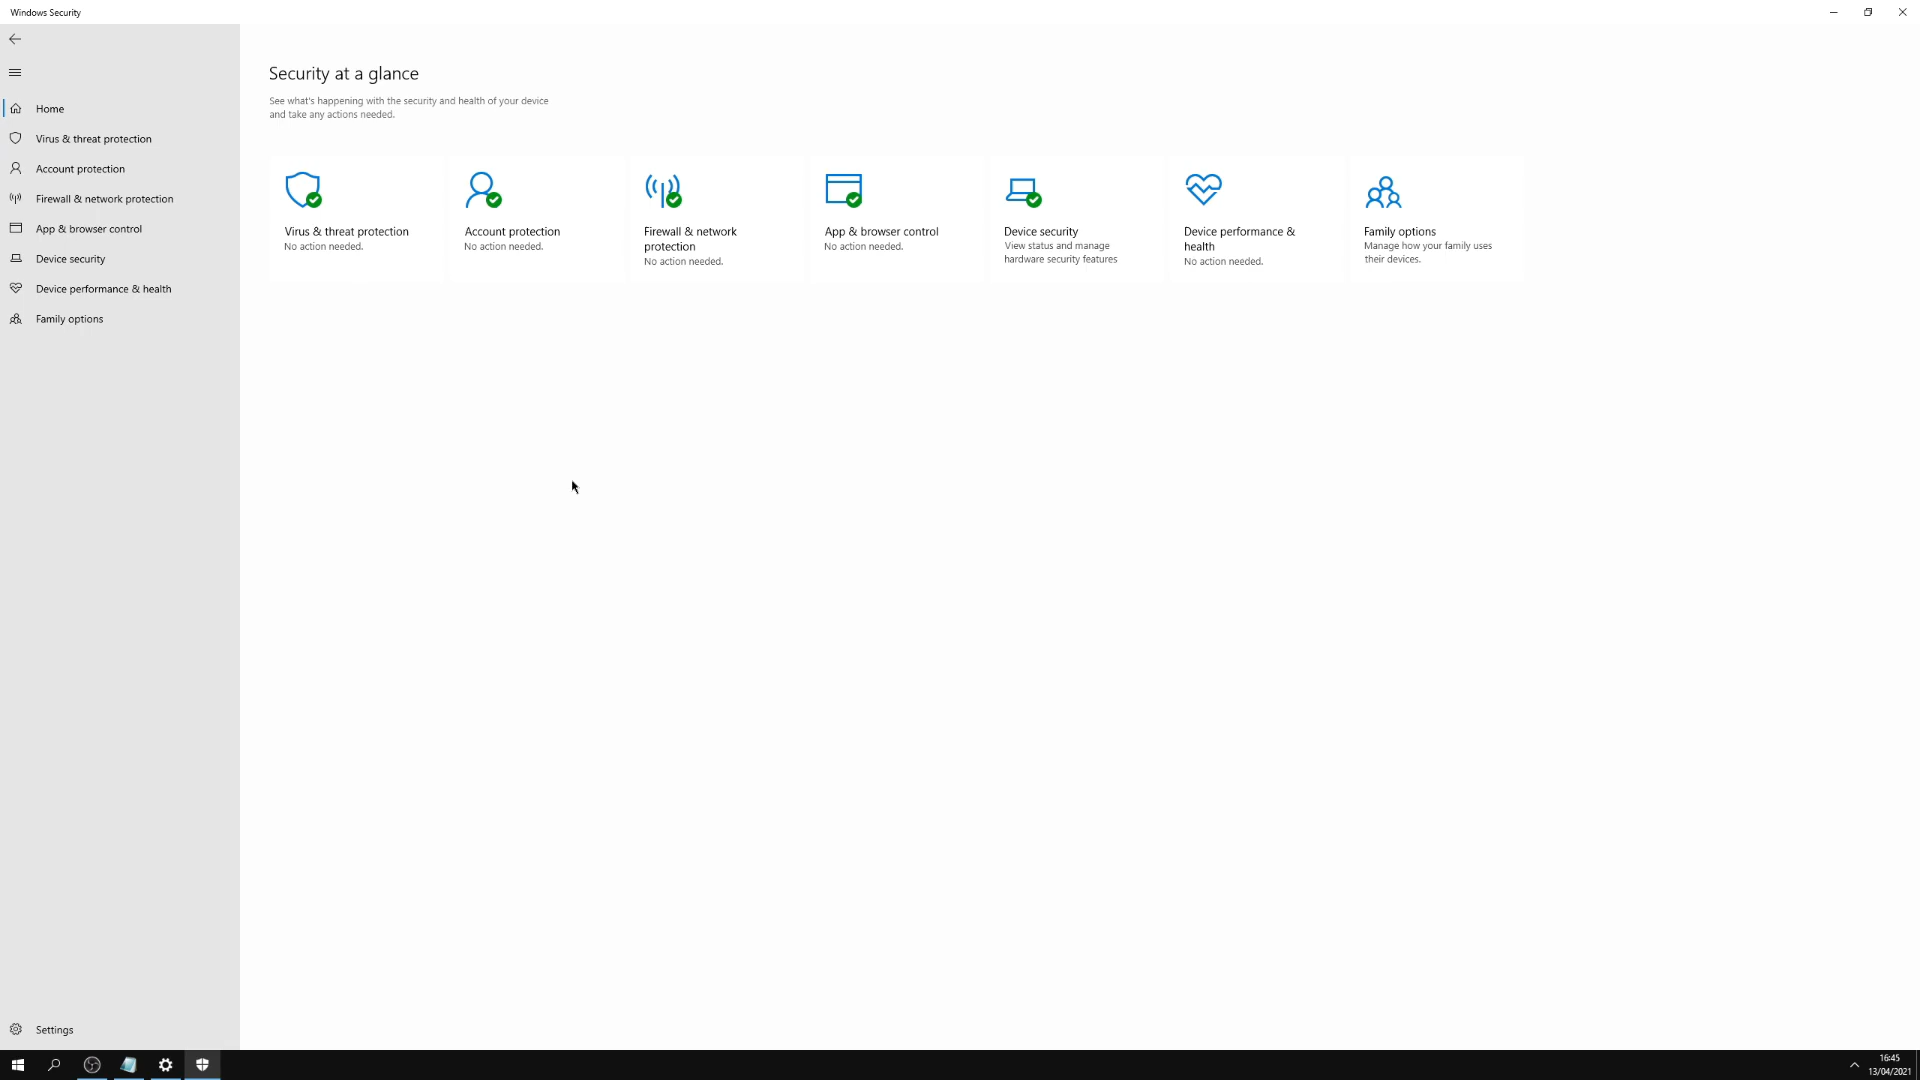 Windows Security
Home
Virus & threat protection
Account protection
Firewall & network protection
App & browser control
Device security
Device performance & health
Family options
Settings
Security at a glance
See what's happening with the security and health of your device
and take any actions needed.
Virus & threat protection
No action needed.
Account protection
No action needed.
Firewall & network
protection
No action needed.
App & browser control
No action needed.
Device security
View status and manage
hardware security features
Device performance &
health
No action needed.
Family options
Manage how your family uses
their devices.
16:45
13/04/2021